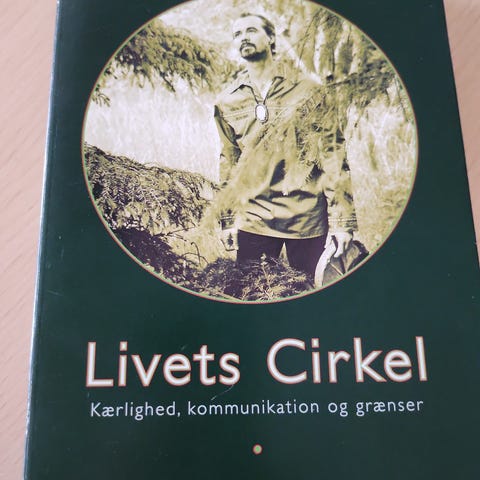 Livets Cirkel
Kærlighed, kommunikation og grænser